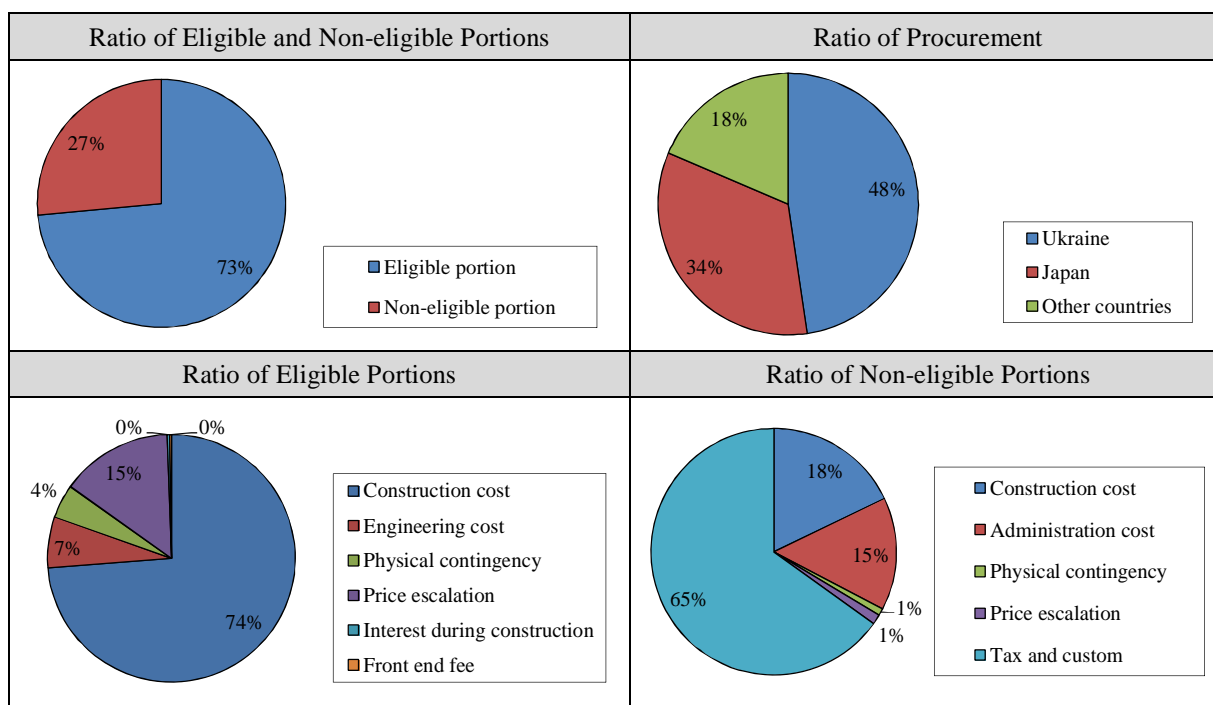 Ratio of Eligible and Non-eligible Portions
27%
73%
Eligible portion
Non-eligible portion
Ratio of Procurement
18%
48%
34%
Ukraine
Japan
Other countries
Ratio of Eligible Portions
0%
0%
15%
4%
7%
74%
Construction cost
Engineering cost
Physical contingency
Price escalation
Interest during construction
Front end fee
Ratio of Non-eligible Portions
18%
15%
65%
1%
1%
Construction cost
Administration cost
Physical contingency
Price escalation
Tax and custom